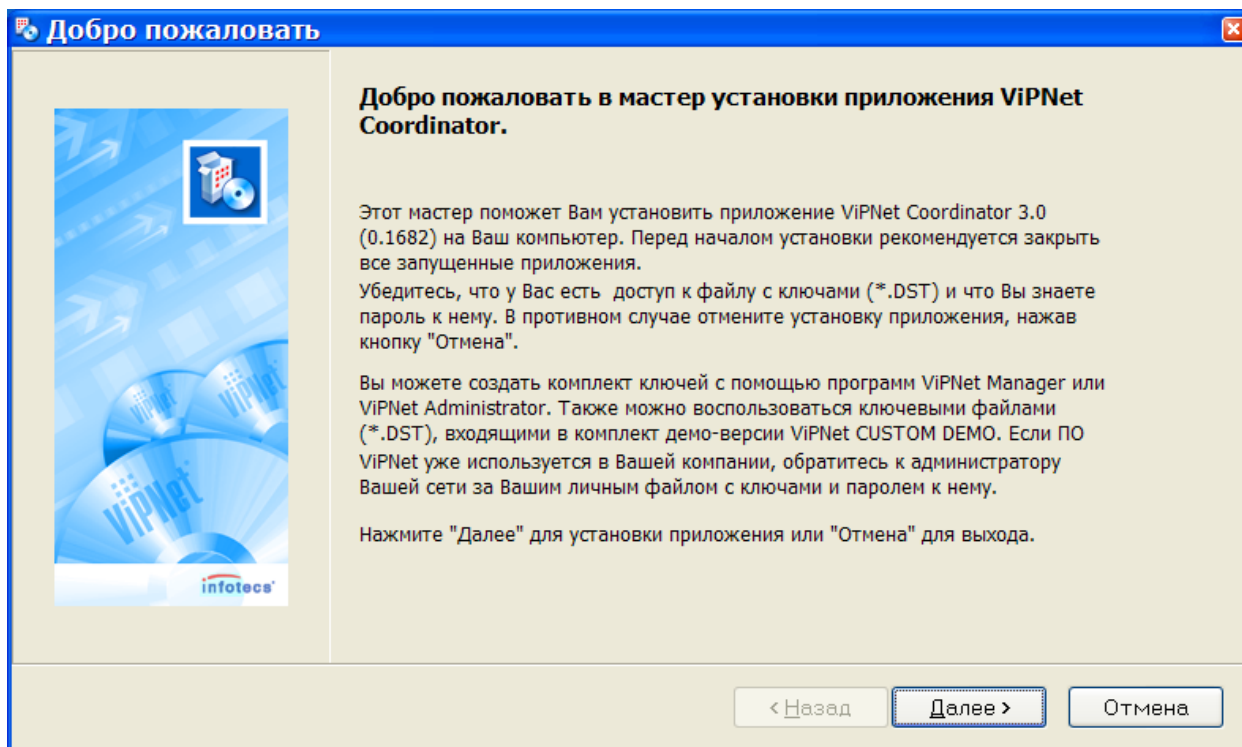 Добро пожаловать
Добро пожаловать в мастер установки приложения ViPNet
Coordinator.
Этот мастер поможет Вам установить приложение ViPNet Coordinator 3.0
(0.1682) на Ваш компьютер. Перед началом установки рекомендуется закрыть
все запущенные приложения.
Убедитесь, что у Вас есть доступ к файлу с ключами (*.DST) и что Вы знаете
пароль к нему. В противном случае отмените установку приложения, нажав
кнопку "Отмена".
Вы можете создать комплект ключей с помощью программ ViPNet Manager или
ViPNet Administrator. Также можно воспользоваться ключевыми файлами
(*.DST), входящими в комплект демо-версии ViPNet CUSTOM DEMO. Если ПО
ViPNet уже используется в Вашей компании, обратитесь к администратору
Вашей сети за Вашим личным файлом с ключами и паролем к нему.
Нажмите "Далее" для установки приложения или "Отмена" для выхода.
ViPNet
ViPNet
ViPNet
infotecs
< Назад
Далее >
Отмена